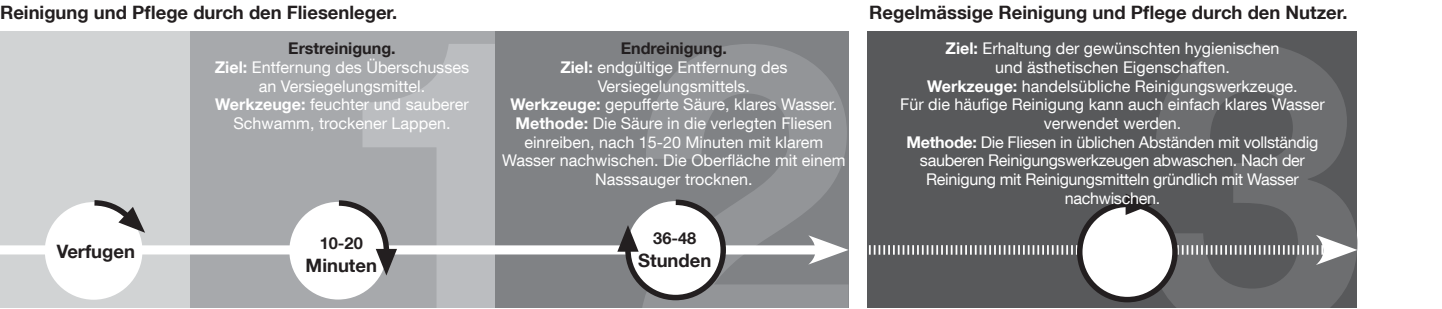 Reinigung und Pflege durch den Fliesenleger.
Erstreinigung.
Ziel: Entfernung des Überschusses
an Versiegelungsmittel.
Werkzeuge: feuchter und sauberer
Schwamm, trockener Lappen.
1
Endreinigung.
Ziel: endgültige Entfernung des
Versiegelungsmittels.
Werkzeuge: gepufferte Säure, klares Wasser.
Methode: Die Säure in die verlegten Fliesen
einreiben, nach 15-20 Minuten mit klarem
Wasser nachwischen. Die Oberfläche mit einem
Nasssauger trocknen.
2
Verfugen
10-20
Minuten
36-48
Stunden
Regelmässige Reinigung und Pflege durch den Nutzer.
Ziel: Erhaltung der gewünschten hygienischen
und ästhetischen Eigenschaften.
Werkzeuge: handelsübliche Reinigungswerkzeuge.
Für die häufige Reinigung kann auch einfach klares Wasser
verwendet werden.
Methode: Die Fliesen in üblichen Abständen mit vollständig
sauberen Reinigungswerkzeugen abwaschen. Nach der
Reinigung mit Reinigungsmitteln gründlich mit Wasser
nachwischen.
3